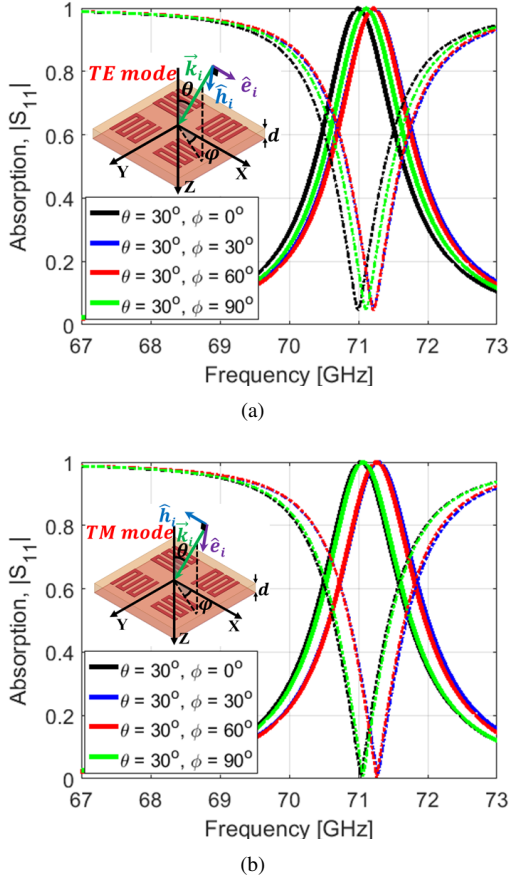 1
0.8
0.6
0.4
0.2
0
Absorption, |S₁₁|
TE mode
θ
k⃗ᵢ
ĥᵢ
êᵢ
d
φ
Y
Z
X
θ = 30°, ϕ = 0°
θ = 30°, ϕ = 30°
θ = 30°, ϕ = 60°
θ = 30°, ϕ = 90°
67 68 69 70 71 72 73
Frequency [GHz]
(a)
1
0.8
0.6
0.4
0.2
0
Absorption, |S₁₁|
TM mode
ĥᵢ
k⃗ᵢ
êᵢ
θ
d
φ
Y
Z
X
θ = 30°, ϕ = 0°
θ = 30°, ϕ = 30°
θ = 30°, ϕ = 60°
θ = 30°, ϕ = 90°
67 68 69 70 71 72 73
Frequency [GHz]
(b)